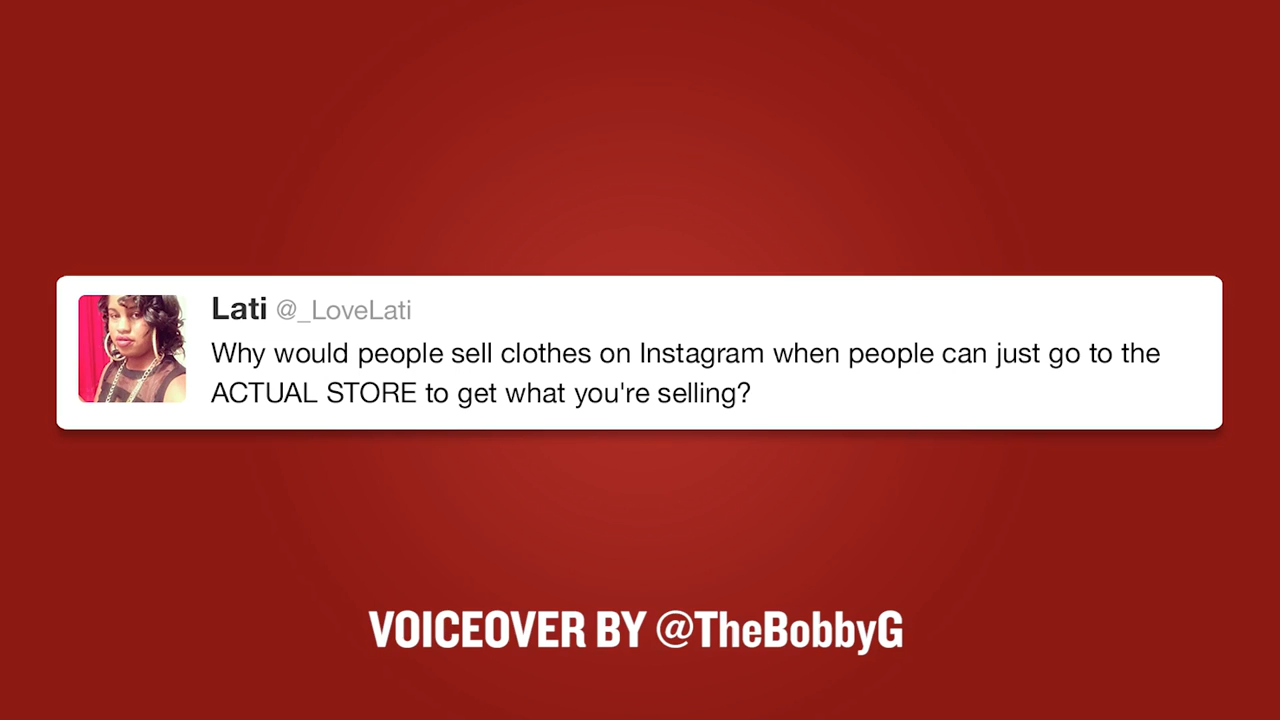 Lati @_LoveLati
Why would people sell clothes on Instagram when people can just go to the
ACTUAL STORE to get what you're selling?
VOICEOVER BY @TheBobbyG